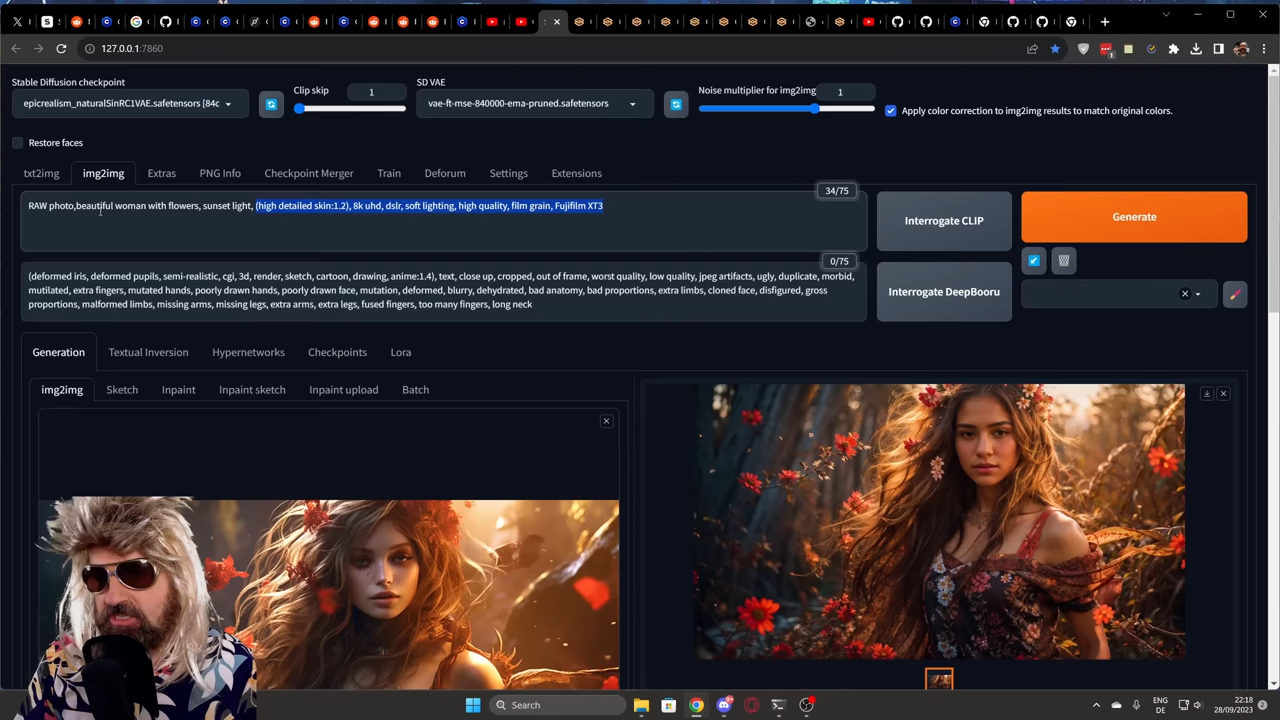 127.0.0.1:7860
Stable Diffusion checkpoint
epicrealism_naturalSinRC1VAE.safetensors [84c
Clip skip
1
SD VAE
vae-ft-mse-840000-ema-pruned.safetensors
Noise multiplier for img2img
1
Apply color correction to img2img results to match original colors.
Restore faces
txt2img
img2img
Extras
PNG Info
Checkpoint Merger
Train
Deforum
Settings
Extensions
34/75
RAW photo,beautiful woman with flowers, sunset light, (high detailed skin:1.2), 8k uhd, dslr, soft lighting, high quality, film grain, Fujifilm XT3
Interrogate CLIP
Generate
0/75
(deformed iris, deformed pupils, semi-realistic, cgi, 3d, render, sketch, cartoon, drawing, anime:1.4), text, close up, cropped, out of frame, worst quality, low quality, jpeg artifacts, ugly, duplicate, morbid,
mutilated, extra fingers, mutated hands, poorly drawn hands, poorly drawn face, mutation, deformed, blurry, dehydrated, bad anatomy, bad proportions, extra limbs, cloned face, disfigured, gross
proportions, malformed limbs, missing arms, missing legs, extra arms, extra legs, fused fingers, too many fingers, long neck
Interrogate DeepBooru
Generation
Textual Inversion
Hypernetworks
Checkpoints
Lora
img2img
Sketch
Inpaint
Inpaint sketch
Inpaint upload
Batch
Search
ENG
DE
22:18
28/09/2023